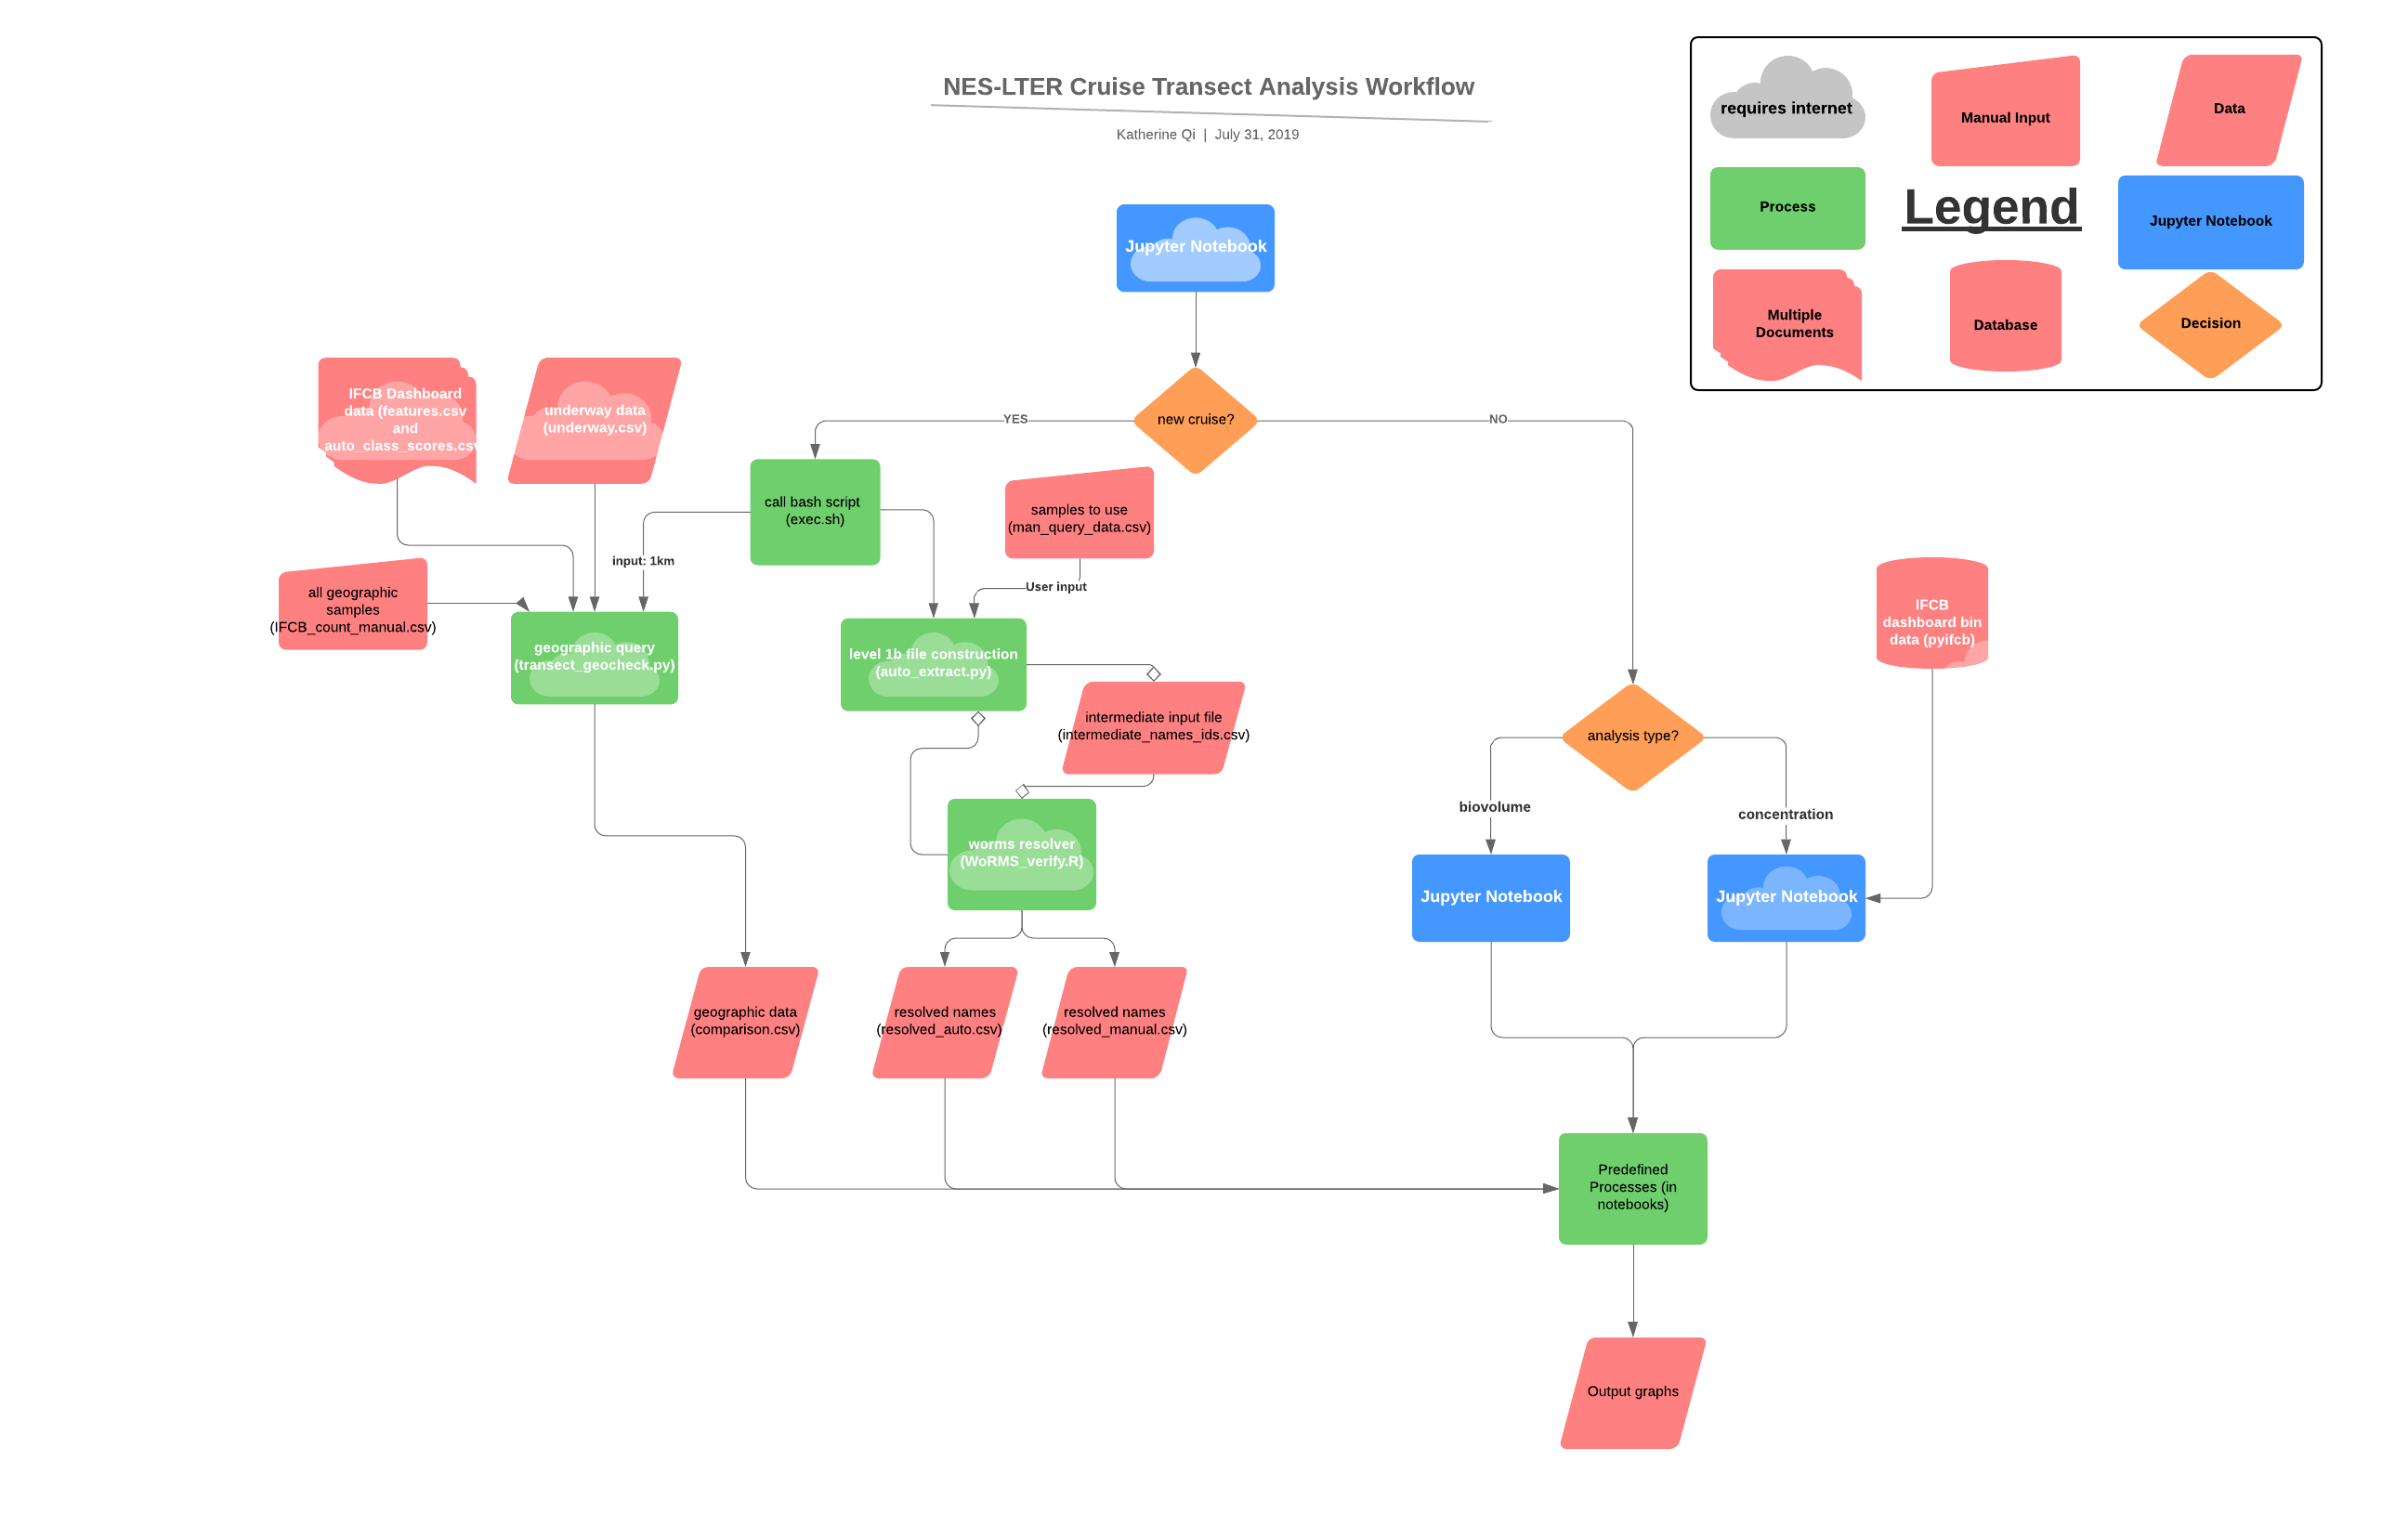 NES-LTER Cruise Transect Analysis Workflow
Katherine Qi | July 31, 2019
requires internet
Manual Input
Data
Process
Legend
Jupyter Notebook
Multiple
Documents
Database
Decision
Jupyter Notebook
new cruise?
YES
NO
IFCB Dashboard
data (features.csv
and
auto_class_scores.csv
underway data
(underway.csv)
call bash script
(exec.sh)
samples to use
(man_query_data.csv)
input: 1km
User input
all geographic
samples
(IFCB_count_manual.csv)
geographic query
(transect_geocheck.py)
level 1b file construction
(auto_extract.py)
intermediate input file
(intermediate_names_ids.csv)
worms resolver
(WoRMS_verify.R)
IFCB
dashboard bin
data (pyifcb)
analysis type?
biovolume
concentration
Jupyter Notebook
Jupyter Notebook
geographic data
(comparison.csv)
resolved names
(resolved_auto.csv)
resolved names
(resolved_manual.csv)
Predefined
Processes (in
notebooks)
Output graphs